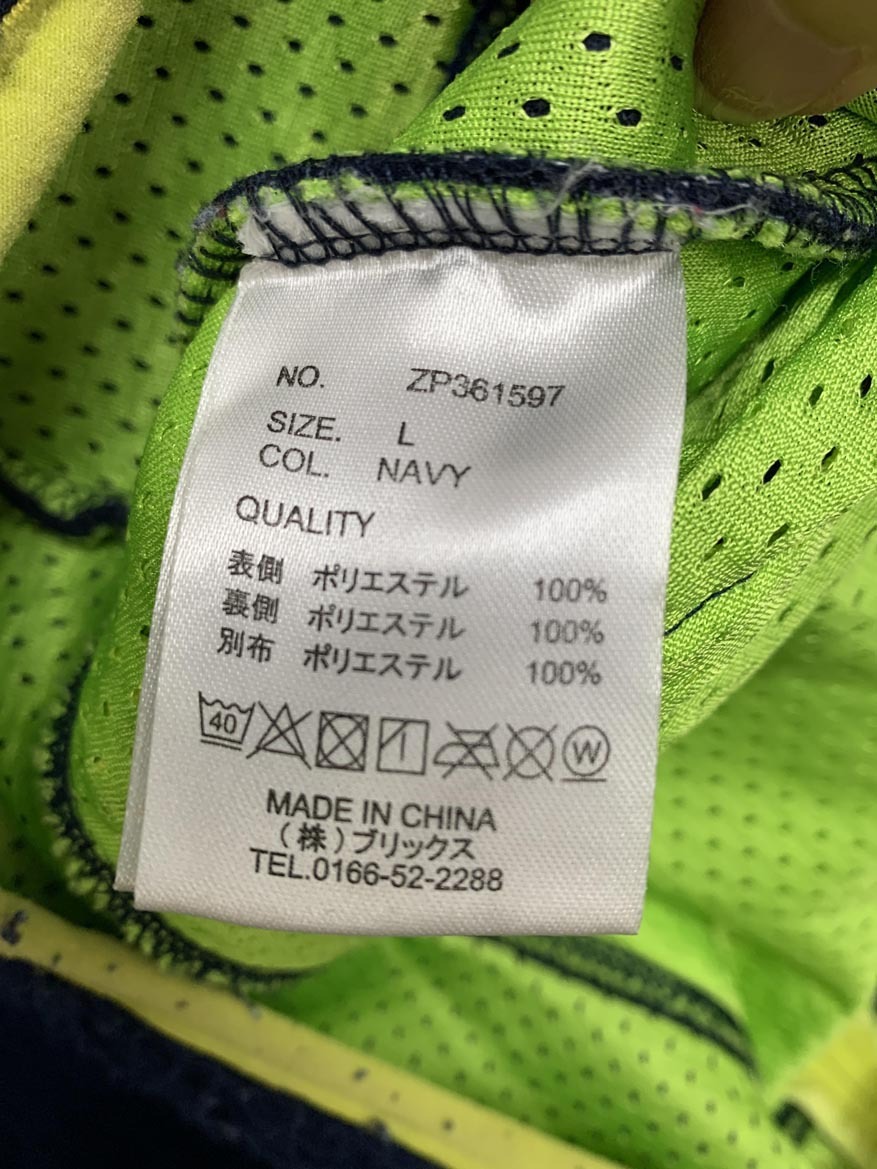 NO. ZP361597
SIZE. L
COL. NAVY
QUALITY
表側 ポリエステル 100%
裏側 ポリエステル 100%
別布 ポリエステル 100%
40 W
MADE IN CHINA
(株)ブリックス
TEL.0166-52-2288